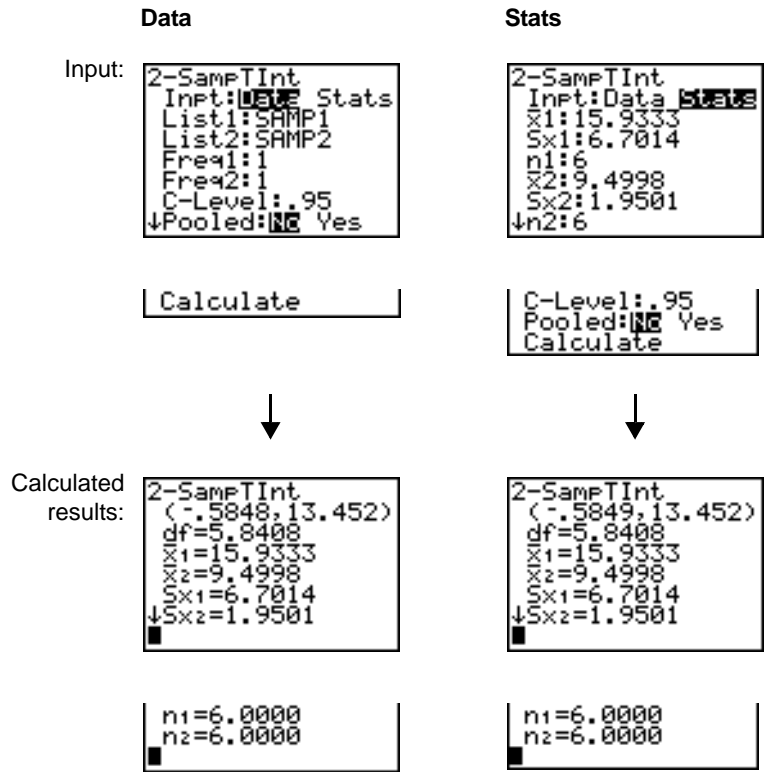 Data
Stats
Input:
2-SampTInt
Inpt:Data Stats
List1:SAMP1
List2:SAMP2
Freq1:1
Freq2:1
C-Level:.95
↓Pooled:No Yes
Calculate
2-SampTInt
Inpt:Data Stats
x̄1:15.9333
Sx1:6.7014
n1:6
x̄2:9.4998
Sx2:1.9501
↓n2:6
C-Level:.95
Pooled:No Yes
Calculate
Calculated
results:
2-SampTInt
(-.5848,13.452)
df=5.8408
x̄1=15.9333
x̄2=9.4998
Sx1=6.7014
↓Sx2=1.9501
n1=6.0000
n2=6.0000
2-SampTInt
(-.5849,13.452)
df=5.8408
x̄1=15.9333
x̄2=9.4998
Sx1=6.7014
↓Sx2=1.9501
n1=6.0000
n2=6.0000